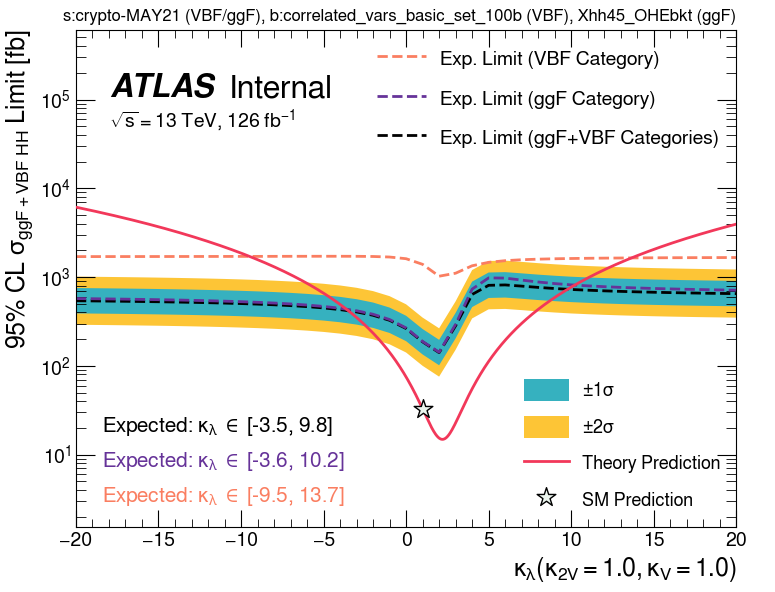 s:crypto-MAY21 (VBF/ggF), b:correlated_vars_basic_set_100b (VBF), Xhh45_OHEbkt (ggF)
95% CL σggF + VBF HH Limit [fb]
ATLAS Internal
√s = 13 TeV, 126 fb⁻¹
Exp. Limit (VBF Category)
Exp. Limit (ggF Category)
Exp. Limit (ggF+VBF Categories)
10⁵
10⁴
10³
10²
10¹
±1σ
±2σ
Theory Prediction
SM Prediction
Expected: κλ ∈ [-3.5, 9.8]
Expected: κλ ∈ [-3.6, 10.2]
Expected: κλ ∈ [-9.5, 13.7]
−20 −15 −10 −5 0 5 10 15 20
κλ(κ2V = 1.0, κV = 1.0)